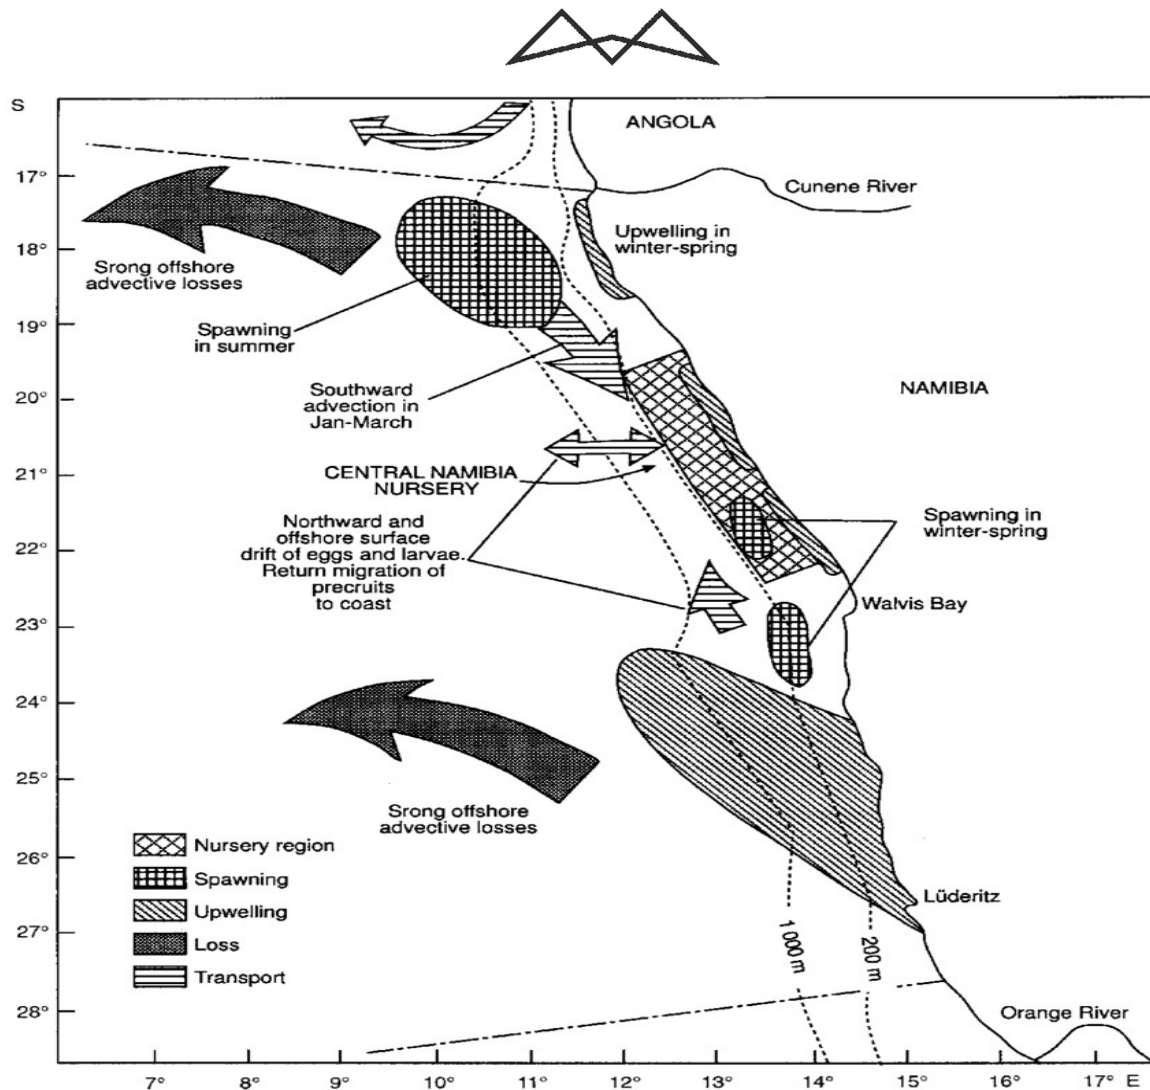 S
ANGOLA
17°
Cunene River
Upwelling in
winter-spring
18°
Srong offshore
advective losses
19°
Spawning
in summer
20°
Southward
advection in
Jan-March
NAMIBIA
21°
CENTRAL NAMIBIA
NURSERY
Northward and
offshore surface
drift of eggs and larvae.
Return migration of
precruits
to coast
Spawning in
winter-spring
22°
Walvis Bay
23°
24°
25°
Srong offshore
advective losses
26°
Nursery region
Spawning
Upwelling
Loss
Transport
Lüderitz
27°
1 000 m
200 m
28°
Orange River
7°
8°
9°
10°
11°
12°
13°
14°
15°
16°
17° E